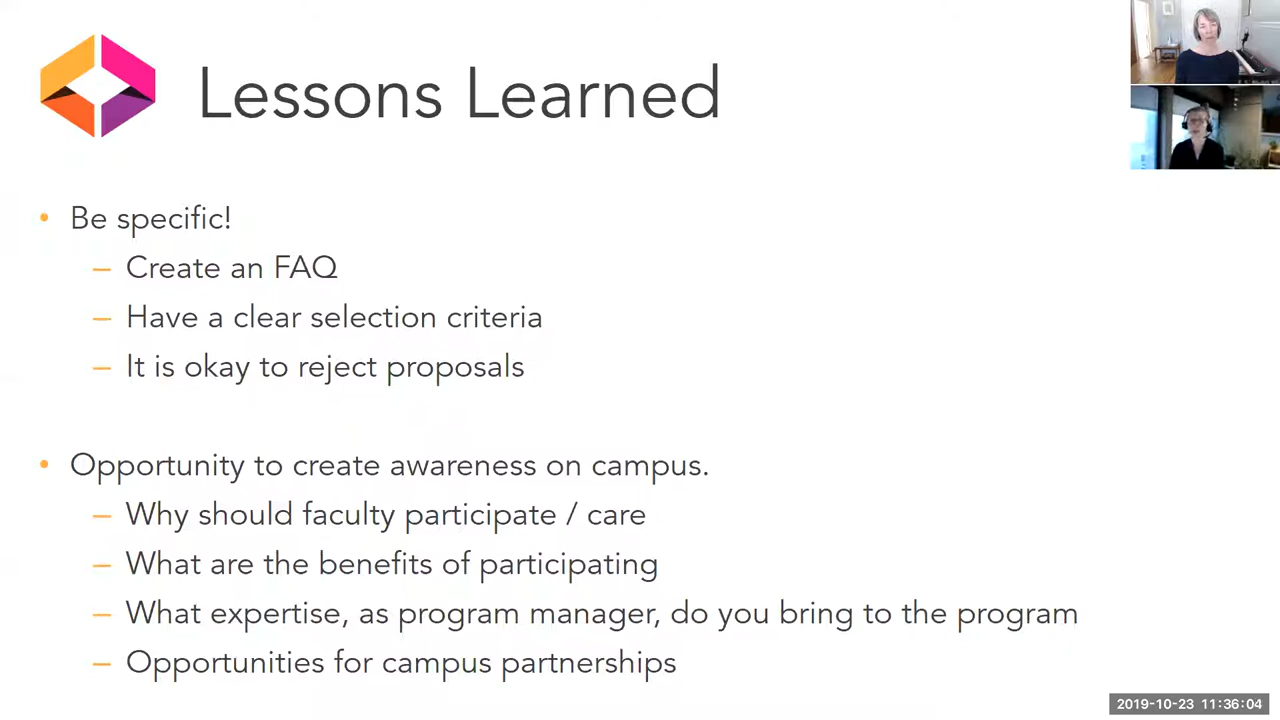 Lessons Learned
• Be specific!
– Create an FAQ
– Have a clear selection criteria
– It is okay to reject proposals
• Opportunity to create awareness on campus.
– Why should faculty participate / care
– What are the benefits of participating
– What expertise, as program manager, do you bring to the program
– Opportunities for campus partnerships
2019-10-23 11:36:04